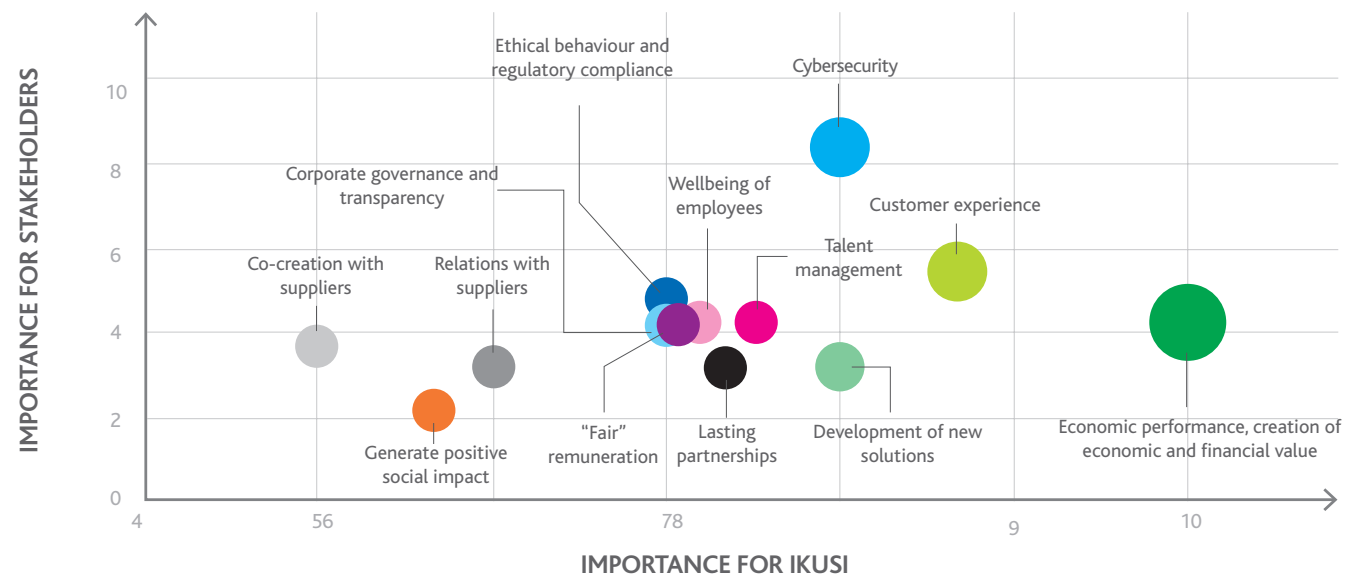 IMPORTANCE FOR STAKEHOLDERS
Ethical behaviour and
regulatory compliance
Cybersecurity
10
8
Corporate governance and
transparency
Wellbeing of
employees
Customer experience
6
Co-creation with
suppliers
Relations with
suppliers
Talent
management
4
2
Generate positive
social impact
"Fair"
remuneration
Lasting
partnerships
Development of new
solutions
Economic performance, creation of
economic and financial value
0
4
56
78
9
10
IMPORTANCE FOR IKUSI